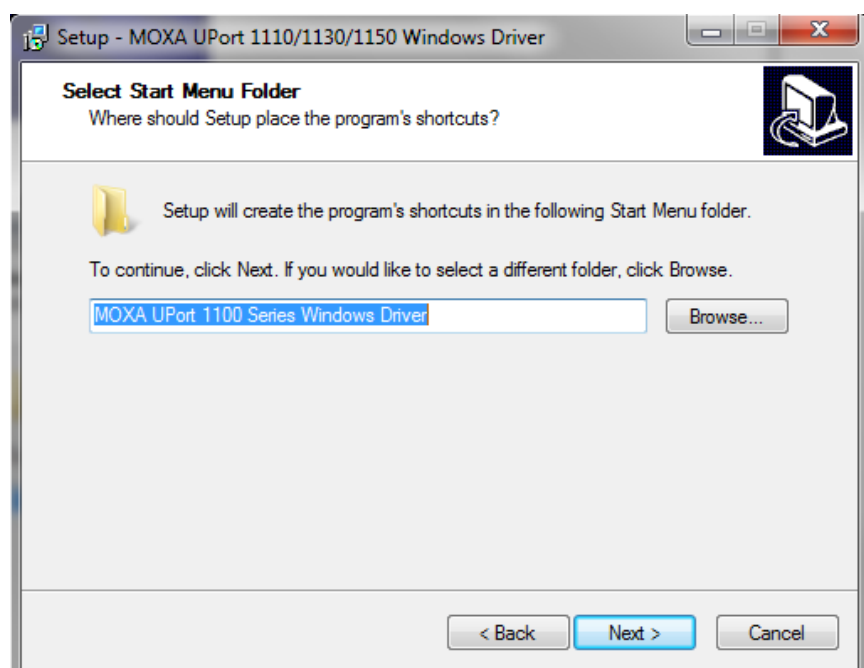 Setup - MOXA UPort 1110/1130/1150 Windows Driver
Select Start Menu Folder
Where should Setup place the program's shortcuts?
Setup will create the program's shortcuts in the following Start Menu folder.
To continue, click Next. If you would like to select a different folder, click Browse.
MOXA UPort 1100 Series Windows Driver
Browse...
< Back
Next >
Cancel